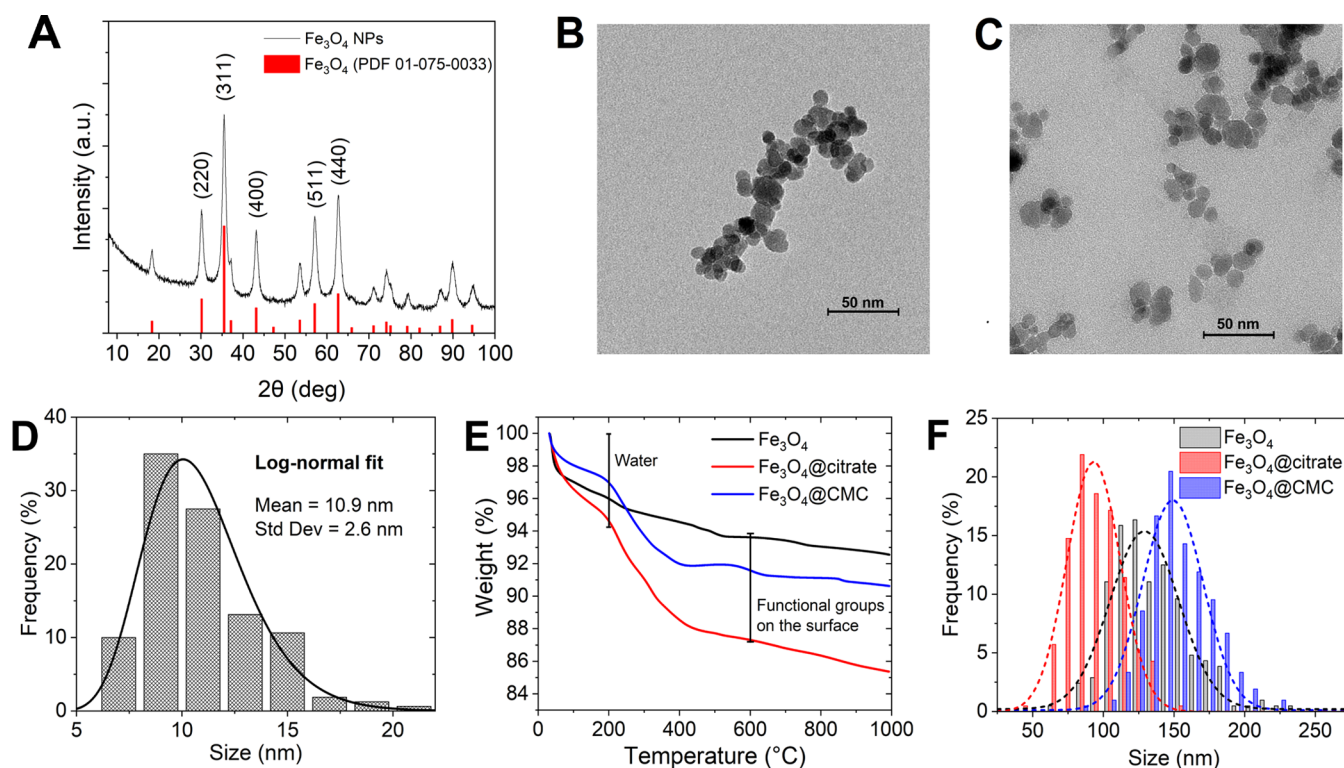 A
Fe₃O₄ NPs
Fe₃O₄ (PDF 01-075-0033)
(220)
(311)
(400)
(511)
(440)
Intensity (a.u.)
10 20 30 40 50 60 70 80 90 100
2θ (deg)
B
50 nm
C
50 nm
D
40
30
20
10
0
Frequency (%)
Log-normal fit
Mean = 10.9 nm
Std Dev = 2.6 nm
5 10 15 20
Size (nm)
E
100
98
96
94
92
90
88
86
84
Weight (%)
Water
Fe₃O₄
Fe₃O₄@citrate
Fe₃O₄@CMC
Functional groups
on the surface
0 200 400 600 800 1000
Temperature (°C)
F
25
20
15
10
5
0
Frequency (%)
Fe₃O₄
Fe₃O₄@citrate
Fe₃O₄@CMC
50 100 150 200 250
Size (nm)